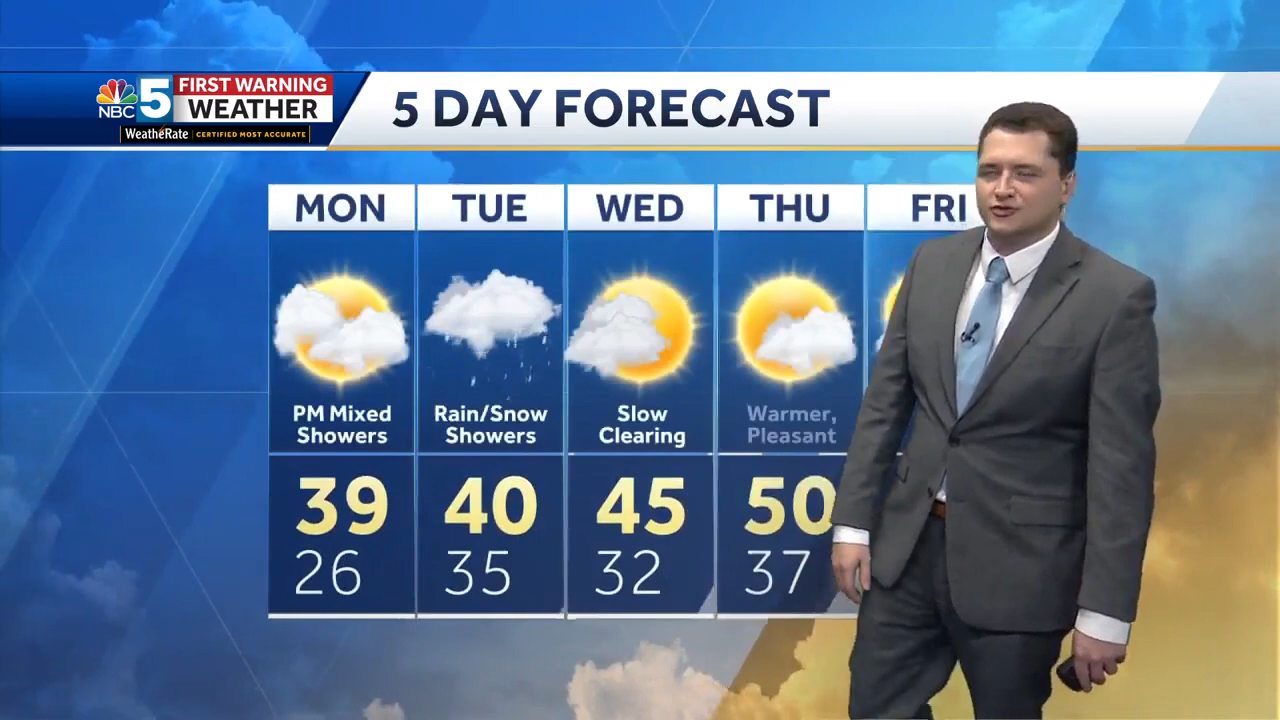 NBC 5 FIRST WARNING
WEATHER
WeatheRate CERTIFIED MOST ACCURATE
5 DAY FORECAST
MON TUE WED THU FRI
PM Mixed
Showers
Rain/Snow
Showers
Slow
Clearing
Warmer,
Pleasant
39 40 45 50
26 35 32 37